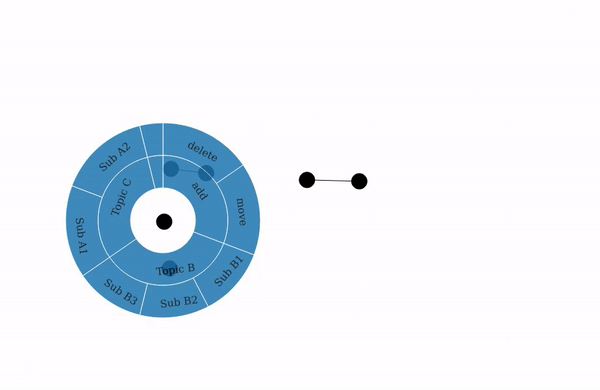 delete
Sub A2
add
Topic C
move
Sub A1
Topic B
Sub B1
Sub B3
Sub B2